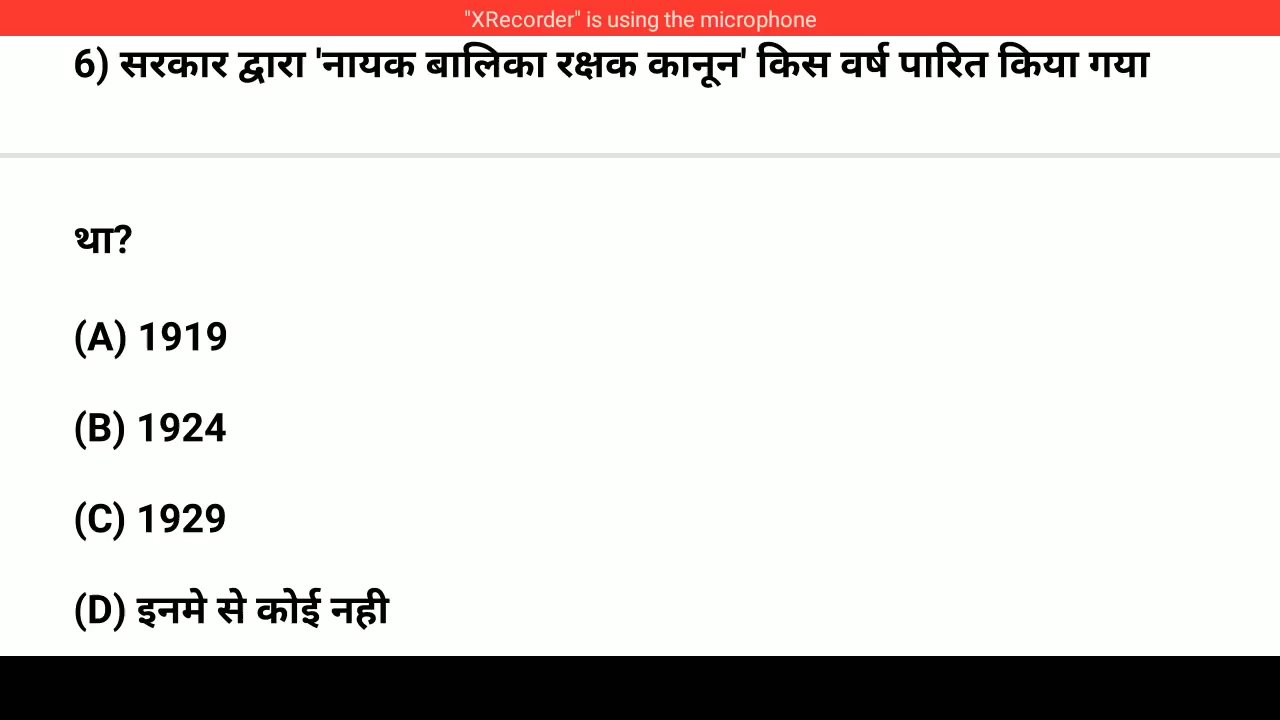 "XRecorder" is using the microphone
6) सरकार द्वारा 'नायक बालिका रक्षक कानून' किस वर्ष पारित किया गया
था?
(A) 1919
(B) 1924
(C) 1929
(D) इनमे से कोई नही